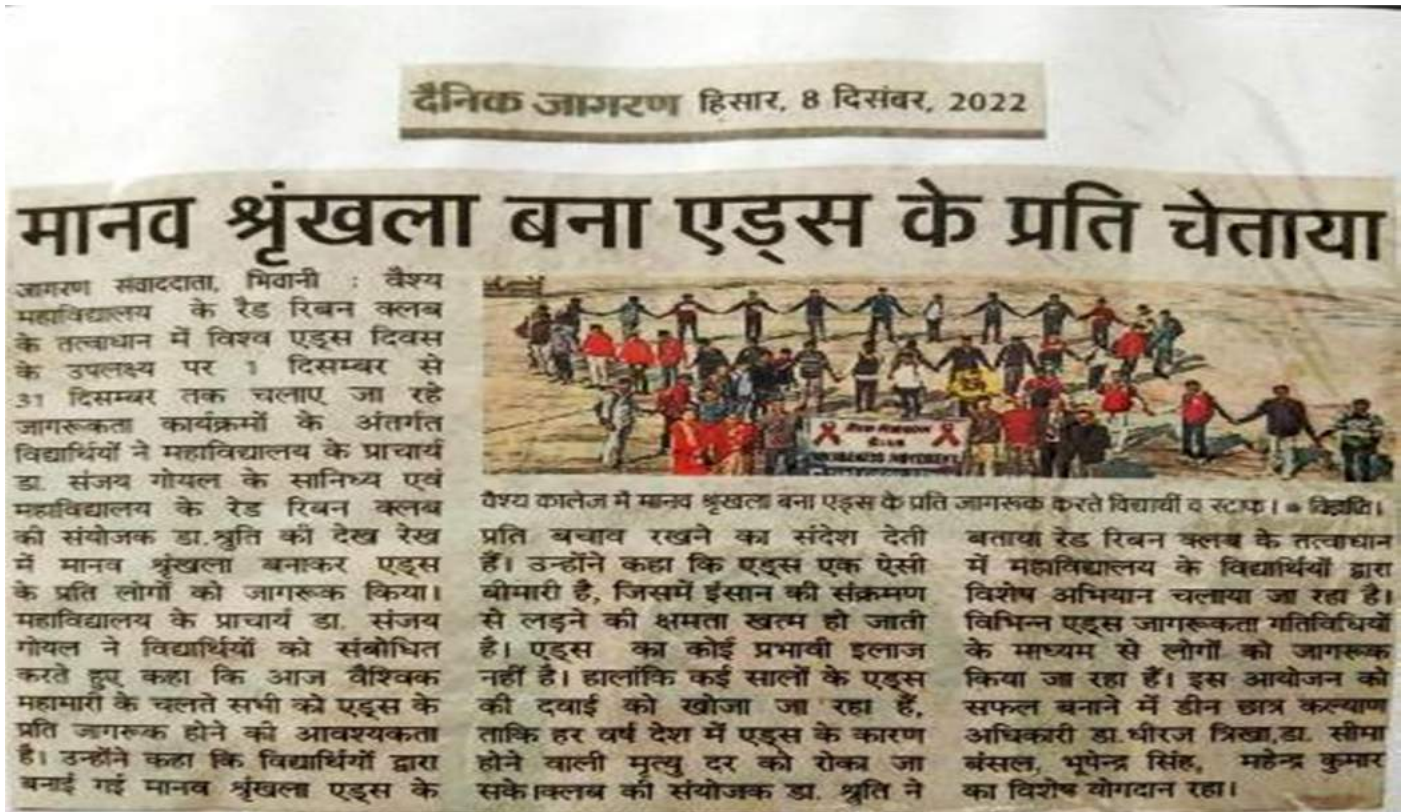 दैनिक जागरण हिसार, 8 दिसंबर, 2022
मानव श्रृंखला बना एड्स के प्रति चेताया
जागरण संवाददाता, भिवानी : वैश्य
महाविद्यालय के रैड रिबन क्लब
के तत्वाधान में विश्व एड्स दिवस
के उपलक्ष्य पर 1 दिसम्बर से
31 दिसम्बर तक चलाए जा रहे
जागरूकता कार्यक्रमों के अंतर्गत
विद्यार्थियों ने महाविद्यालय के प्राचार्य
डा. संजय गोयल के सानिध्य एवं
महाविद्यालय के रेड रिबन क्लब
की संयोजक डा.श्रुति की देख रेख
में मानव श्रृंखला बनाकर एड्स
के प्रति लोगों को जागरूक किया।
महाविद्यालय के प्राचार्य डा. संजय
गोयल ने विद्यार्थियों को संबोधित
करते हुए कहा कि आज वैश्विक
महामारी के चलते सभी को एड्स के
प्रति जागरूक होने की आवश्यकता
है। उन्होंने कहा कि विद्यार्थियों द्वारा
बनाई गई मानव श्रृंखला एड्स के
AWARENESS MOVEMENT
वैश्य कालेज में मानव श्रृंखला बना एड्स के प्रति जागरूक करते विद्यार्थी व स्टाफ। ● विज्ञप्ति।
प्रति बचाव रखने का संदेश देती
हैं। उन्होंने कहा कि एड्स एक ऐसी
बीमारी है, जिसमें इंसान की संक्रमण
से लड़ने की क्षमता खत्म हो जाती
है। एड्स का कोई प्रभावी इलाज
नहीं है। हालांकि कई सालों के एड्स
की दवाई को खोजा जा रहा हैं,
ताकि हर वर्ष देश में एड्स के कारण
होने वाली मृत्यु दर को रोका जा
सके।क्लब की संयोजक डा. श्रुति ने
बताया रेड रिबन क्लब के तत्वाधान
में महाविद्यालय के विद्यार्थियों द्वारा
विशेष अभियान चलाया जा रहा है।
विभिन्न एड्स जागरूकता गतिविधियों
के माध्यम से लोगों को जागरूक
किया जा रहा हैं। इस आयोजन को
सफल बनाने में डीन छात्र कल्याण
अधिकारी डा.धीरज त्रिखा,डा. सीमा
बंसल, भूपेन्द्र सिंह, महेन्द्र कुमार
का विशेष योगदान रहा।